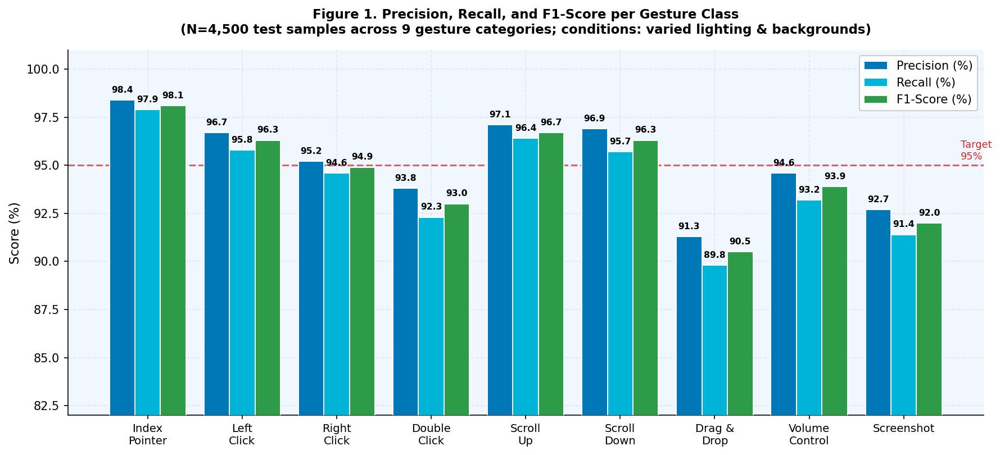 Figure 1. Precision, Recall, and F1-Score per Gesture Class
(N=4,500 test samples across 9 gesture categories; conditions: varied lighting & backgrounds)
Precision (%)
Recall (%)
F1-Score (%)
Target
95%
Score (%)
100.0
97.5
95.0
92.5
90.0
87.5
85.0
82.5
98.4 97.9 98.1
96.7 95.8 96.3
95.2 94.6 94.9
93.8 92.3 93.0
97.1 96.4 96.7
96.9 95.7 96.3
91.3 89.8 90.5
94.6 93.2 93.9
92.7 91.4 92.0
Index
Pointer
Left
Click
Right
Click
Double
Click
Scroll
Up
Scroll
Down
Drag &
Drop
Volume
Control
Screenshot